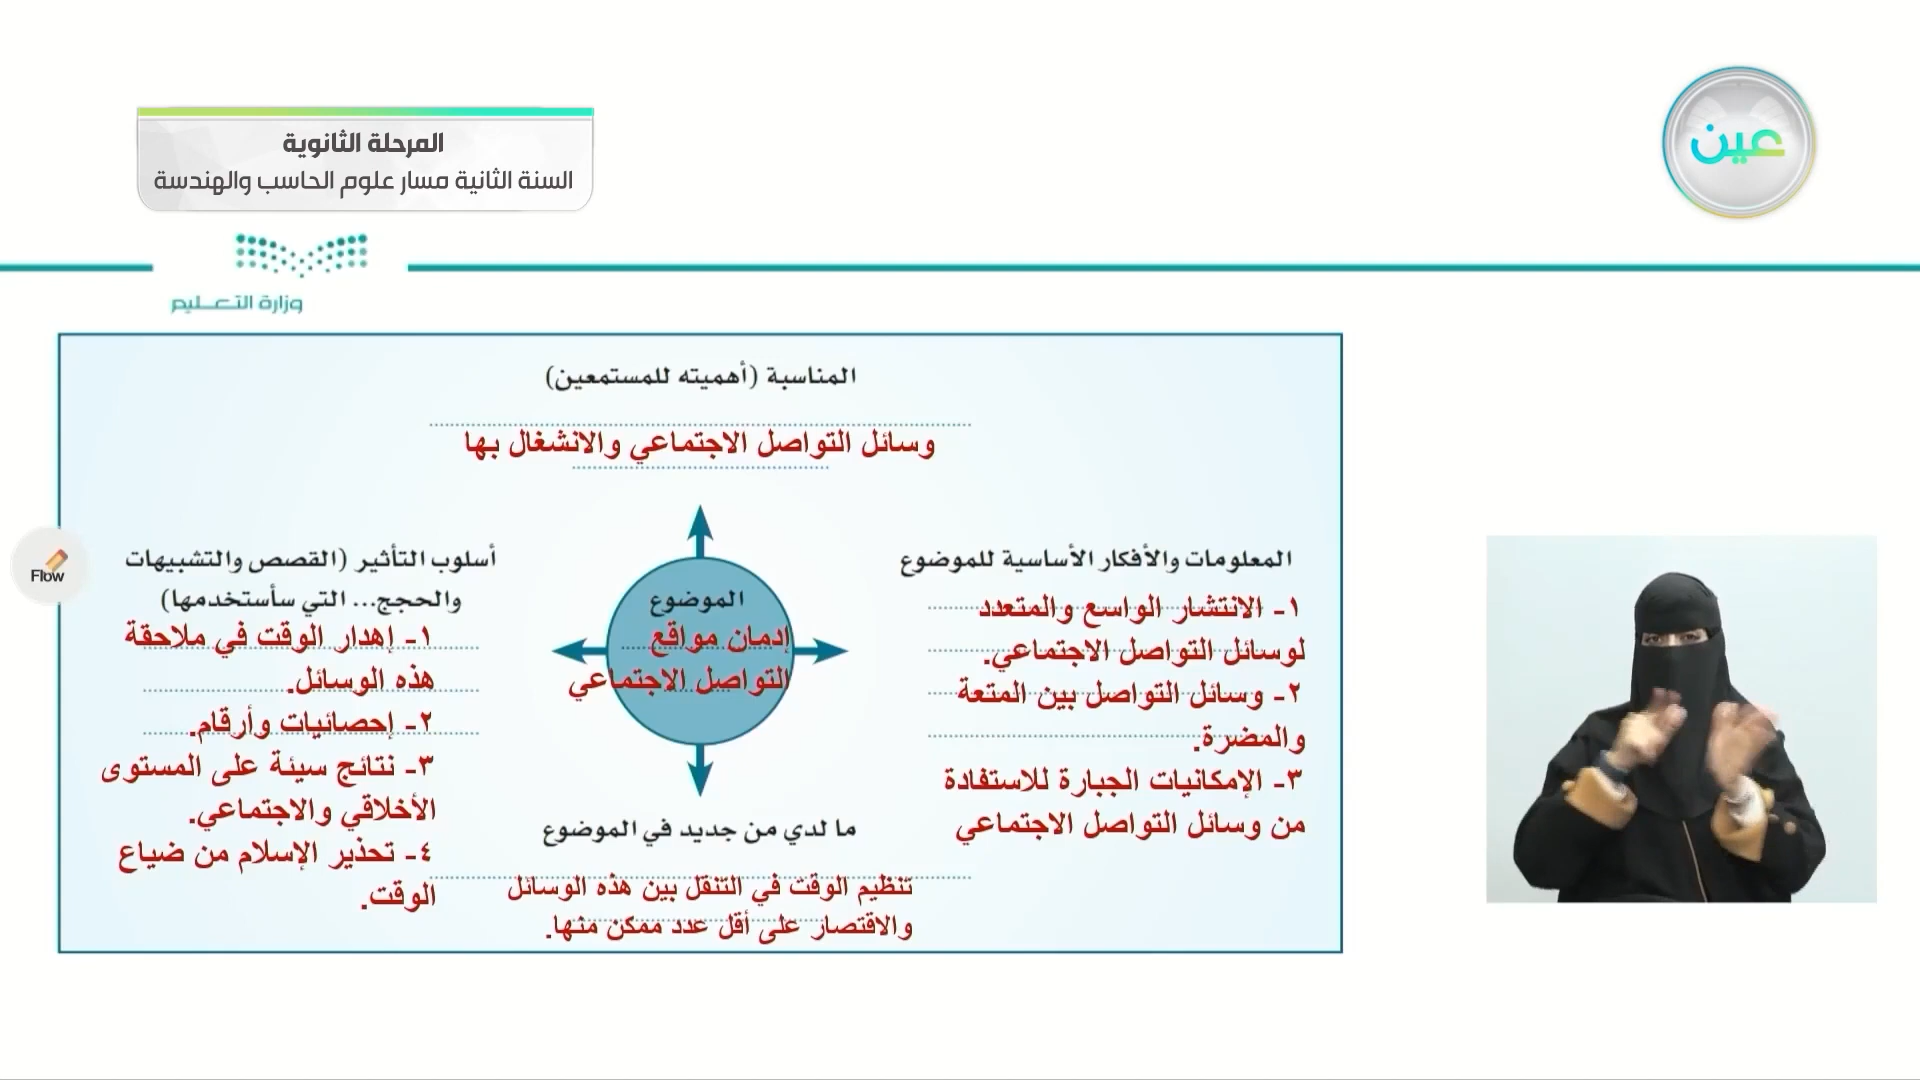 المرحلة الثانوية
السنة الثانية مسار علوم الحاسب والهندسة
عين
وزارة التعليم
المناسبة (أهميته للمستمعين)
وسائل التواصل الاجتماعي والانشغال بها
المعلومات والأفكار الأساسية للموضوع
١- الانتشار الواسع والمتعدد
لوسائل التواصل الاجتماعي.
٢- وسائل التواصل بين المتعة
والمضرة.
٣- الإمكانيات الجبارة للاستفادة
من وسائل التواصل الاجتماعي
الموضوع
إدمان مواقع
التواصل الاجتماعي
أسلوب التأثير (القصص والتشبيهات
والحجج... التي سأستخدمها)
١- إهدار الوقت في ملاحقة
هذه الوسائل.
٢- إحصائيات وأرقام.
٣- نتائج سيئة على المستوى
الأخلاقي والاجتماعي.
٤- تحذير الإسلام من ضياع
الوقت.
ما لدي من جديد في الموضوع
تنظيم الوقت في التنقل بين هذه الوسائل
والاقتصار على أقل عدد ممكن منها.
Flow